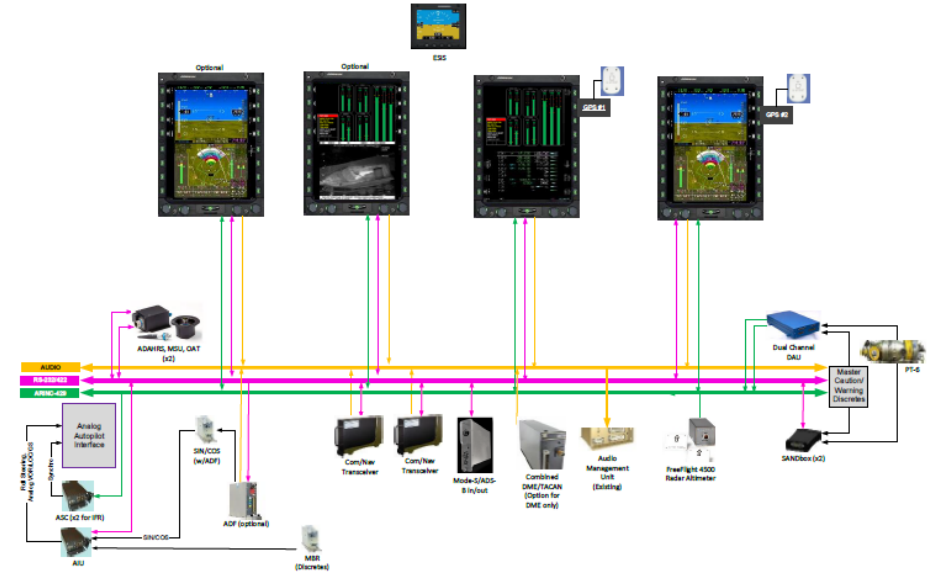 ESIS
Optional
Optional
GPS #1
GPS #2
ADAHRS, MSU, OAT
(x2)
Dual Channel
DAU
PT-6
AUDIO
RS-232/422
ARINC-429
Master
Caution/
Warning
Discretes
Analog
Autopilot
Interface
Roll Steering,
Analog VOR/LOC/GS
Synchro
SIN/COS
(w/ADF)
Com/Nav
Transceiver
Com/Nav
Transceiver
Mode-S/ADS-
B In/out
Combined
DME/TACAN
(Option for
DME only)
Audio
Management
Unit
(Existing)
FreeFlight 4500
Radar Altimeter
SANDbox (x2)
ASC (x2 for IFR)
ADF (optional)
AIU
SIN/COS
MBR
(Discretes)